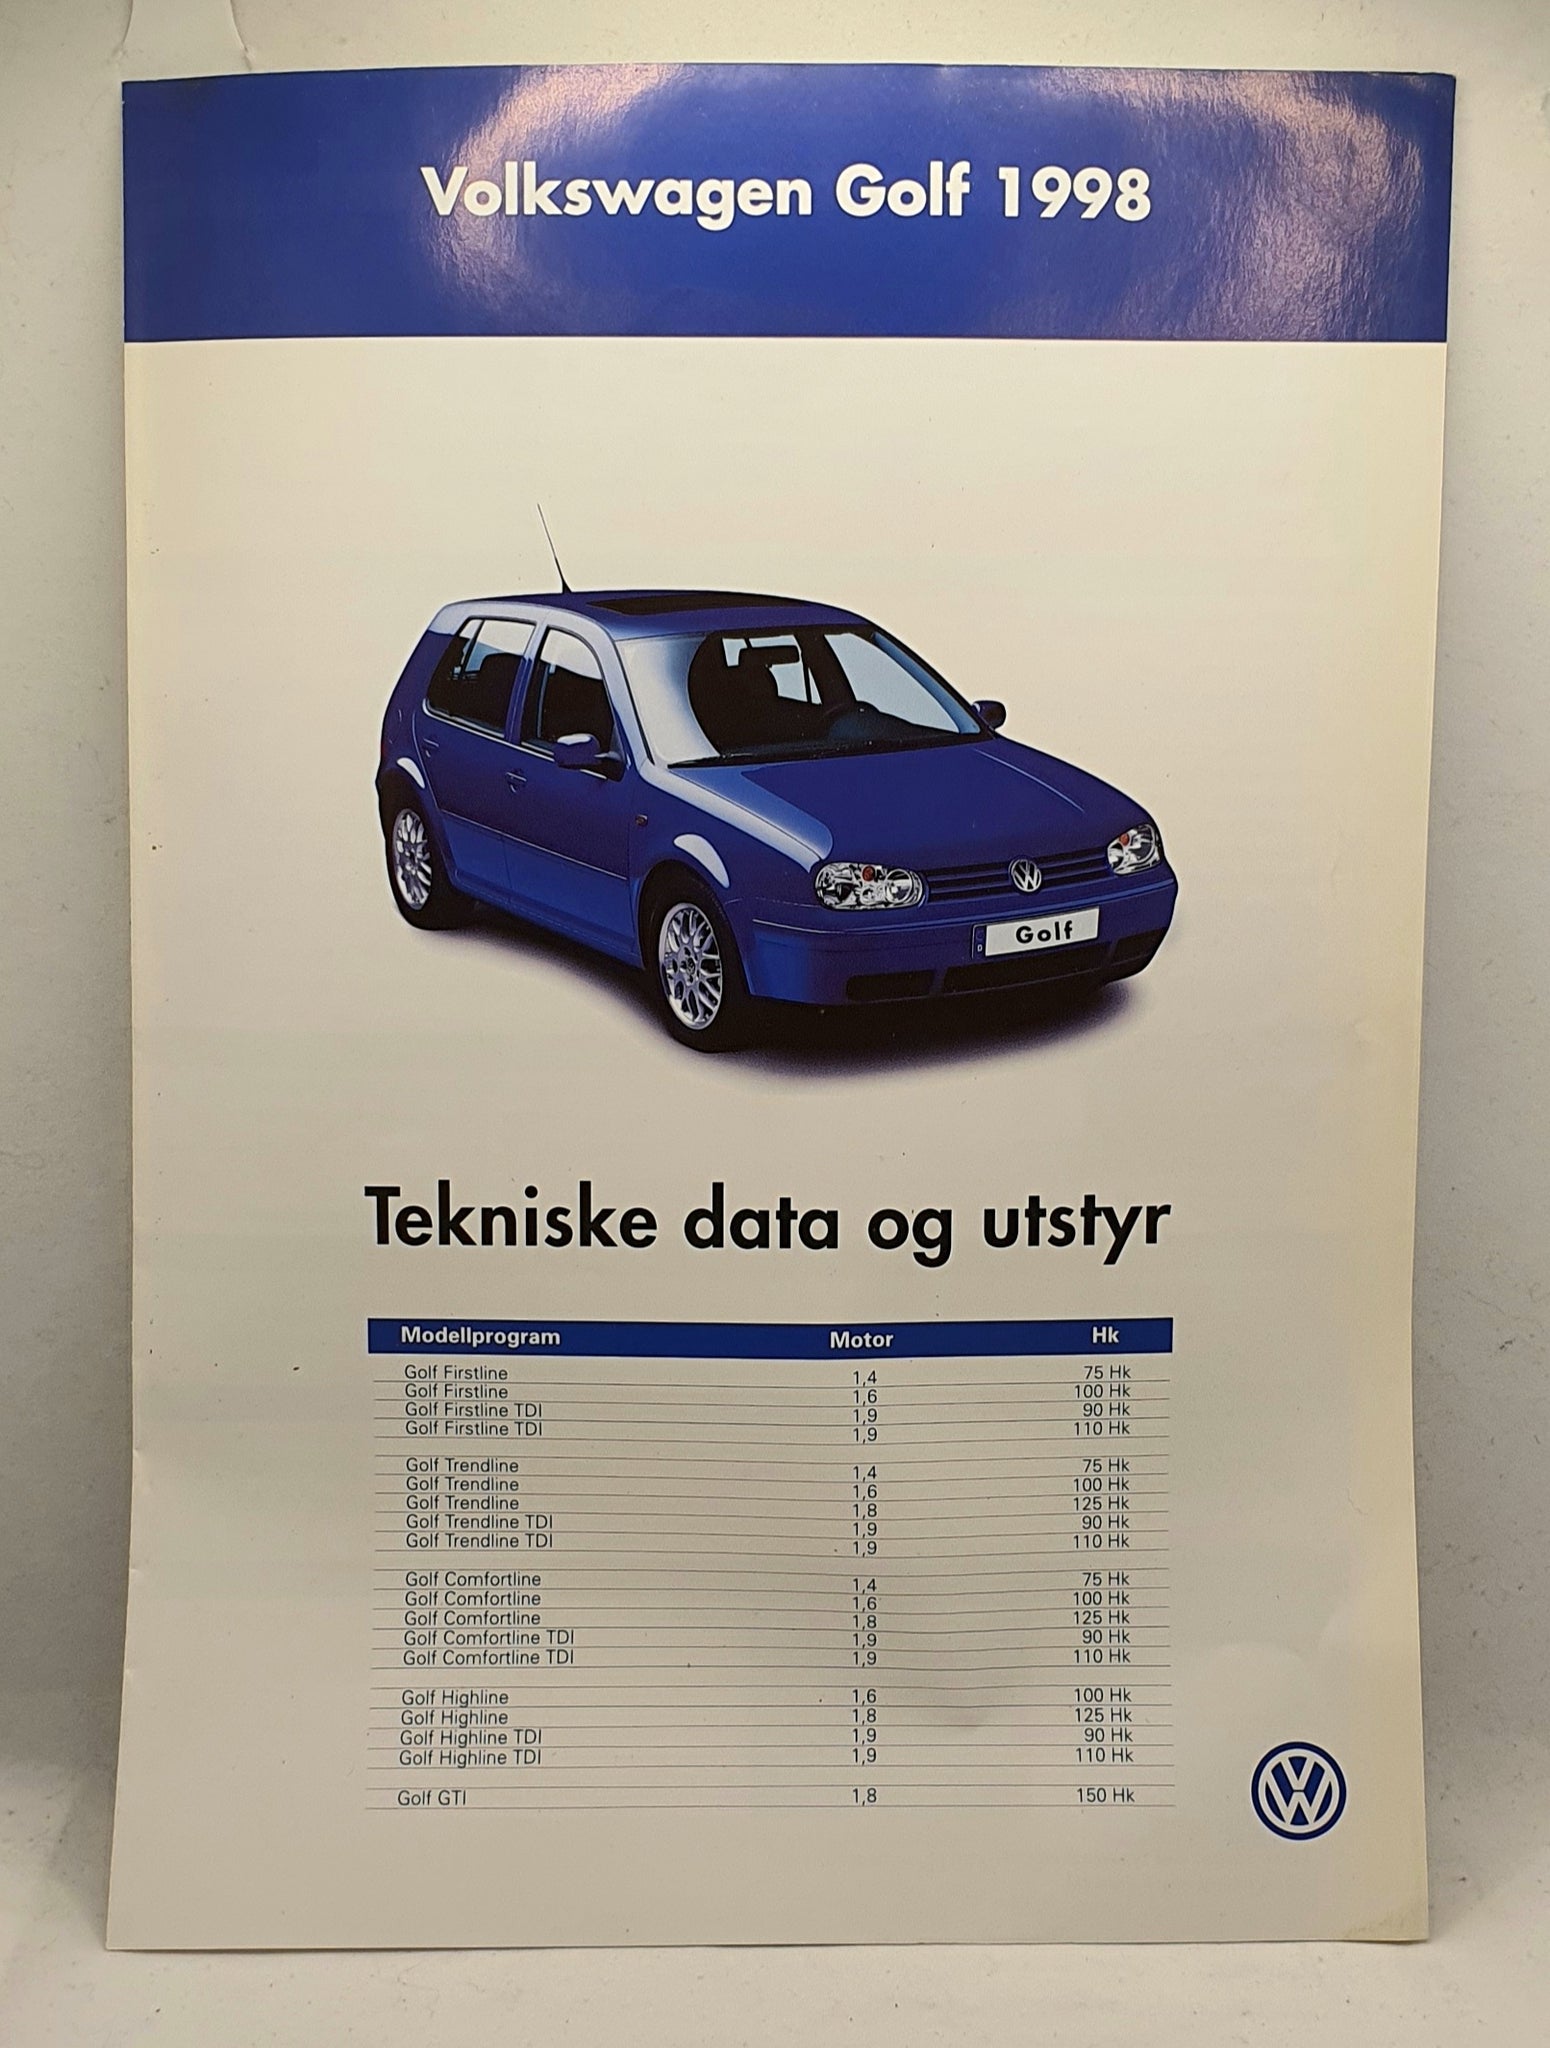 Volkswagen Golf 1998
Golf
Tekniske data og utstyr
Modellprogram Motor Hk
Golf Firstline 1,4 75 Hk
Golf Firstline 1,6 100 Hk
Golf Firstline TDI 1,9 90 Hk
Golf Firstline TDI 1,9 110 Hk
Golf Trendline 1,4 75 Hk
Golf Trendline 1,6 100 Hk
Golf Trendline 1,8 125 Hk
Golf Trendline TDI 1,9 90 Hk
Golf Trendline TDI 1,9 110 Hk
Golf Comfortline 1,4 75 Hk
Golf Comfortline 1,6 100 Hk
Golf Comfortline 1,8 125 Hk
Golf Comfortline TDI 1,9 90 Hk
Golf Comfortline TDI 1,9 110 Hk
Golf Highline 1,6 100 Hk
Golf Highline 1,8 125 Hk
Golf Highline TDI 1,9 90 Hk
Golf Highline TDI 1,9 110 Hk
Golf GTI 1,8 150 Hk